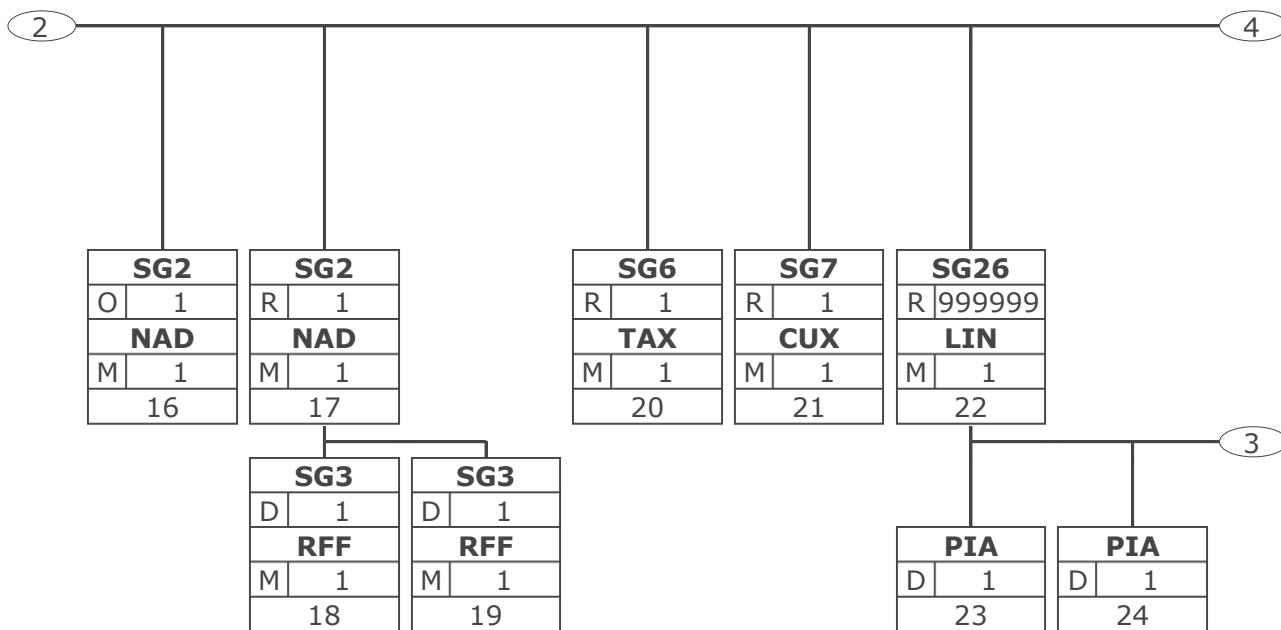 2 4
SG2 SG2 SG6 SG7 SG26
O 1 R 1 R 1 R 1 R 999999
NAD NAD TAX CUX LIN
M 1 M 1 M 1 M 1 M 1
16 17 20 21 22
3
SG3 SG3
D 1 D 1
RFF RFF PIA PIA
M 1 M 1 D 1 D 1
18 19 23 24